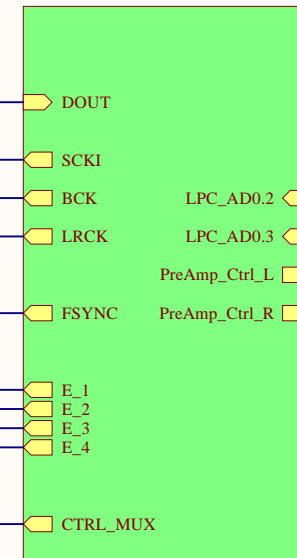 DOUT
SCKI
BCK LPC_AD0.2
LRCK LPC_AD0.3
PreAmp_Ctrl_L
FSYNC PreAmp_Ctrl_R
E_1
E_2
E_3
E_4
CTRL_MUX